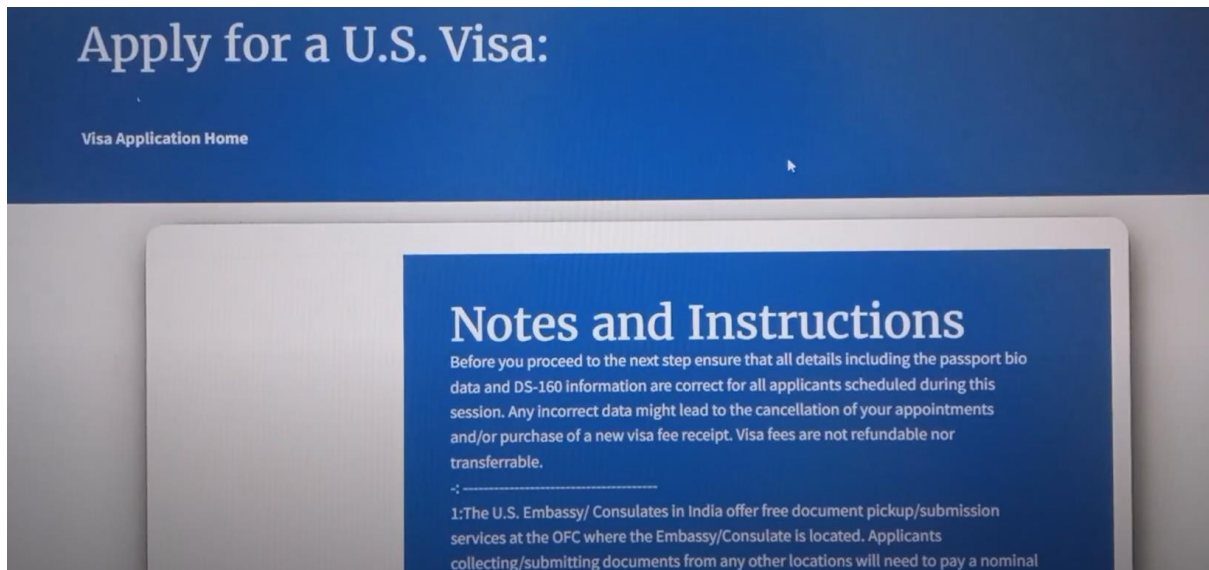 Apply for a U.S. Visa:
Visa Application Home
Notes and Instructions
Before you proceed to the next step ensure that all details including the passport bio
data and DS-160 information are correct for all applicants scheduled during this
session. Any incorrect data might lead to the cancellation of your appointments
and/or purchase of a new visa fee receipt. Visa fees are not refundable nor
transferrable.
-: ---------------------------------------
1:The U.S. Embassy/ Consulates in India offer free document pickup/submission
services at the OFC where the Embassy/Consulate is located. Applicants
collecting/submitting documents from any other locations will need to pay a nominal